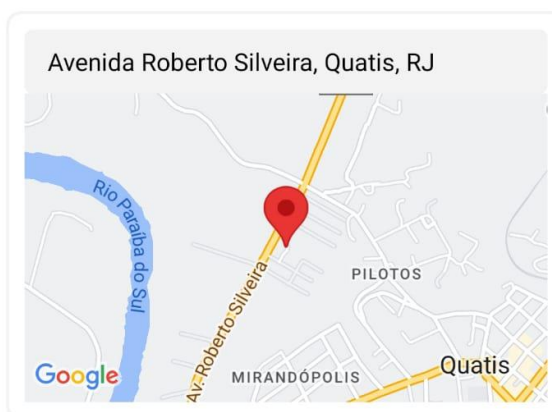 Avenida Roberto Silveira, Quatis, RJ
Rio Paraíba do Sul
Av. Roberto Silveira
PILOTOS
MIRANDÓPOLIS
Quatis
Google